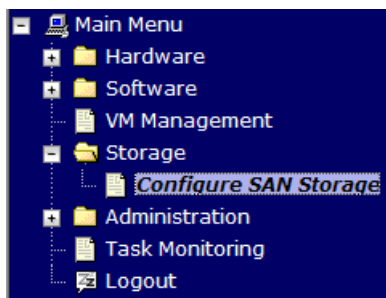 Main Menu
Hardware
Software
VM Management
Storage
Configure SAN Storage
Administration
Task Monitoring
Logout